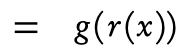 = g(r(x))